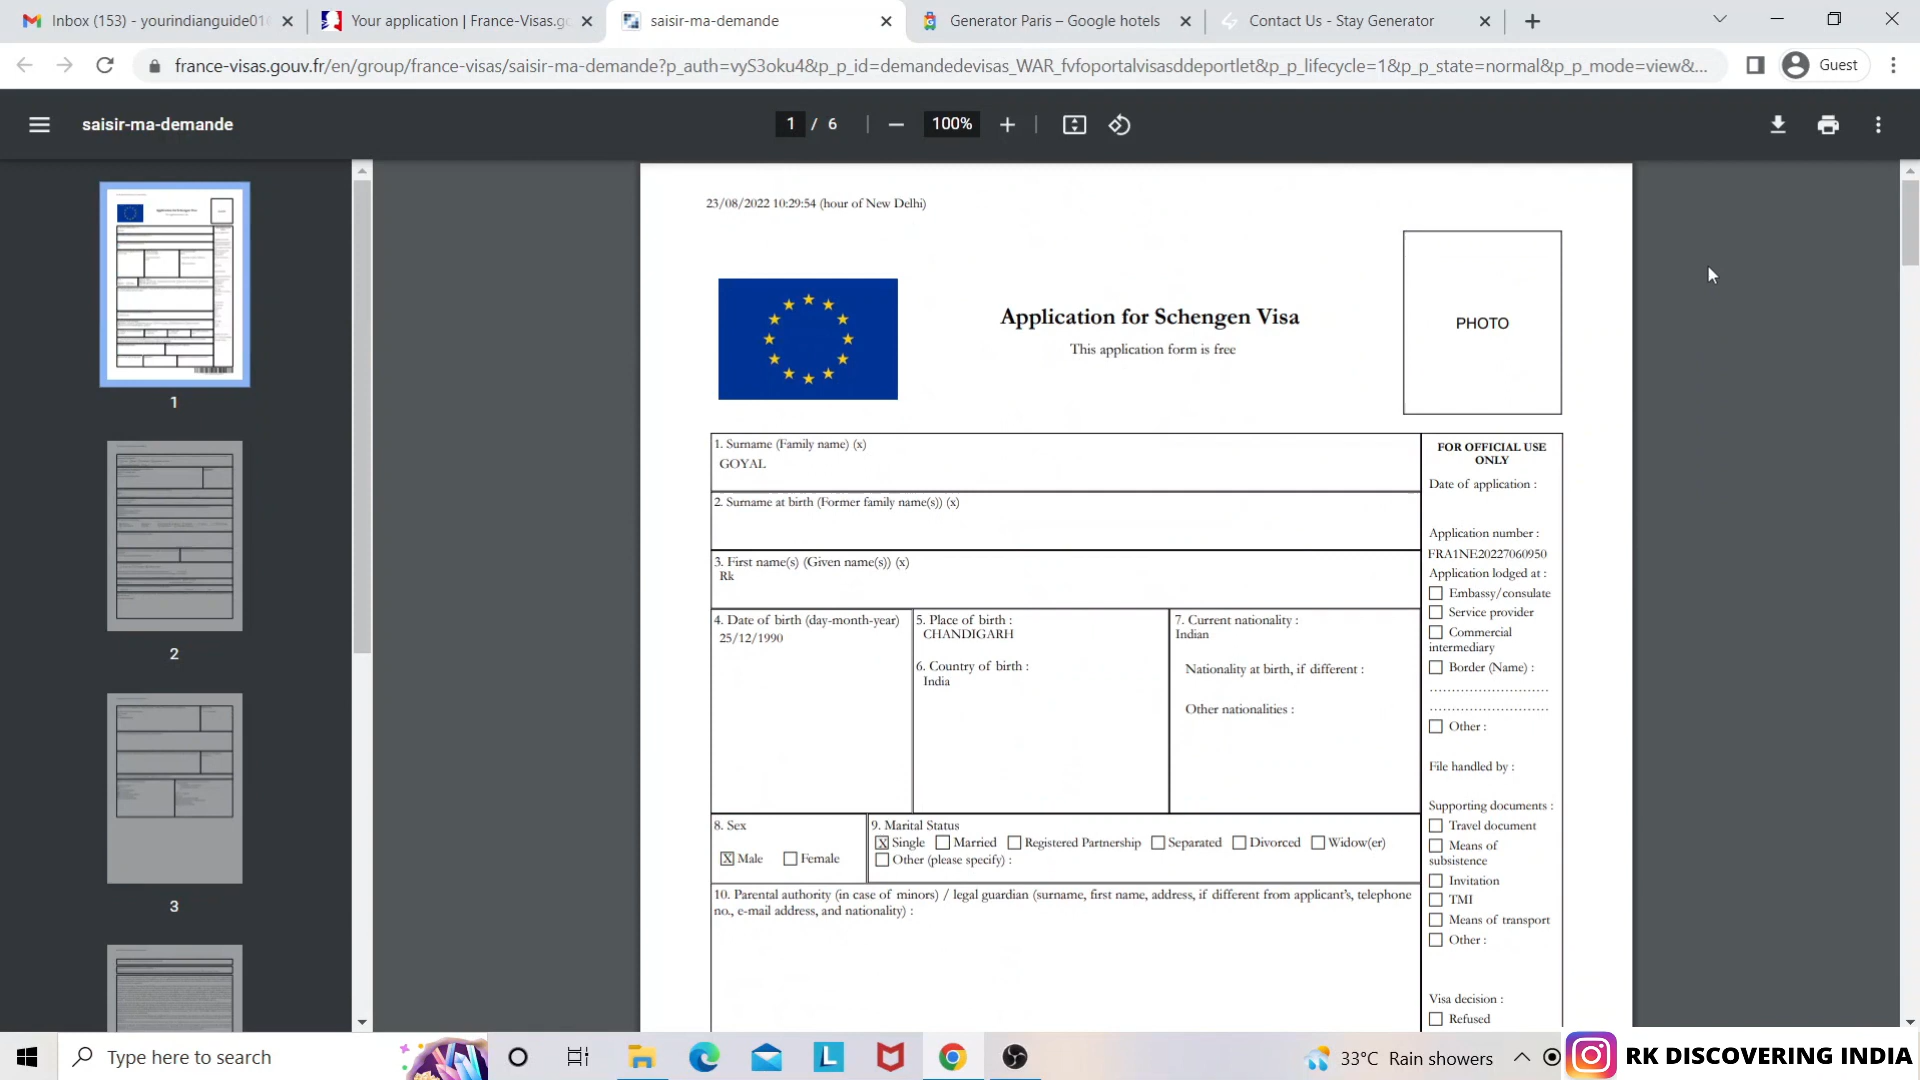 Inbox (153) - yourindianguide01
Your application | France-Visas.g
saisir-ma-demande
Generator Paris – Google hotels
Contact Us - Stay Generator
france-visas.gouv.fr/en/group/france-visas/saisir-ma-demande?p_auth=vyS3oku4&p_p_id=demandedevisas_WAR_fvfoportalvisasddeportlet&p_p_lifecycle=1&p_p_state=normal&p_p_mode=view&...
Guest
saisir-ma-demande
1 / 6
100%
1
2
3
23/08/2022 10:29:54 (hour of New Delhi)
Application for Schengen Visa
This application form is free
PHOTO
1. Surname (Family name) (x)
GOYAL
2. Surname at birth (Former family name(s)) (x)
3. First name(s) (Given name(s)) (x)
Rk
4. Date of birth (day-month-year)
25/12/1990
5. Place of birth :
CHANDIGARH
6. Country of birth :
India
7. Current nationality :
Indian
Nationality at birth, if different :
Other nationalities :
8. Sex
X Male Female
9. Marital Status
X Single Married Registered Partnership Separated Divorced Widow(er)
Other (please specify) :
10. Parental authority (in case of minors) / legal guardian (surname, first name, address, if different from applicant's, telephone
no., e-mail address, and nationality) :
FOR OFFICIAL USE
ONLY
Date of application :
Application number :
FRA1NE20227060950
Application lodged at :
Embassy/consulate
Service provider
Commercial
intermediary
Border (Name) :
............................
............................
Other :
File handled by :
Supporting documents :
Travel document
Means of
subsistence
Invitation
TMI
Means of transport
Other :
Visa decision :
Refused
Type here to search
33°C Rain showers
RK DISCOVERING INDIA